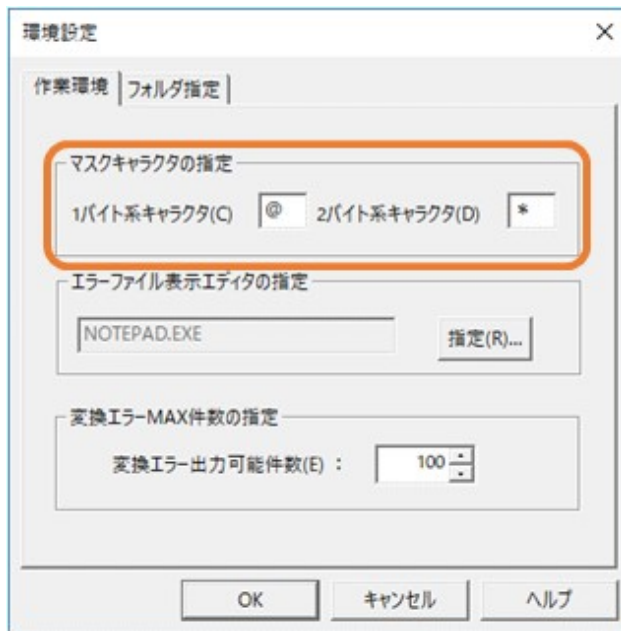 環境設定
作業環境 フォルダ指定
マスクキャラクタの指定
1バイト系キャラクタ(C) @ 2バイト系キャラクタ(D) *
エラーファイル表示エディタの指定
NOTEPAD.EXE 指定(R)...
変換エラーMAX件数の指定
変換エラー出力可能件数(E) : 100
OK キャンセル ヘルプ